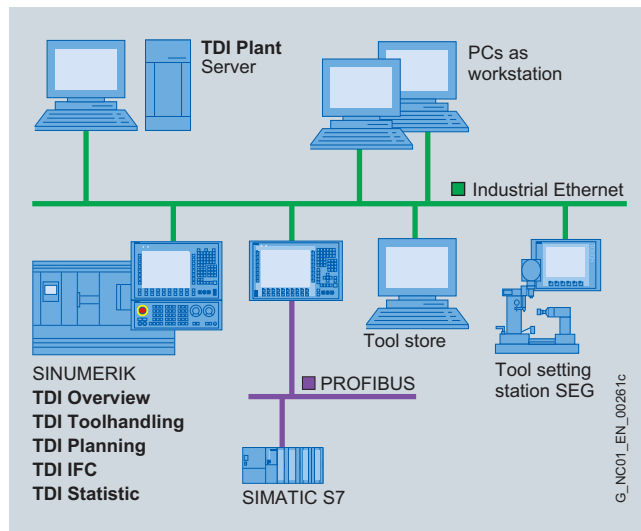 TDI Plant
Server
PCs as
workstation
Industrial Ethernet
Tool store
Tool setting
station SEG
SINUMERIK
TDI Overview
TDI Toolhandling
TDI Planning
TDI IFC
TDI Statistic
PROFIBUS
SIMATIC S7
G_NC01_EN_00261c